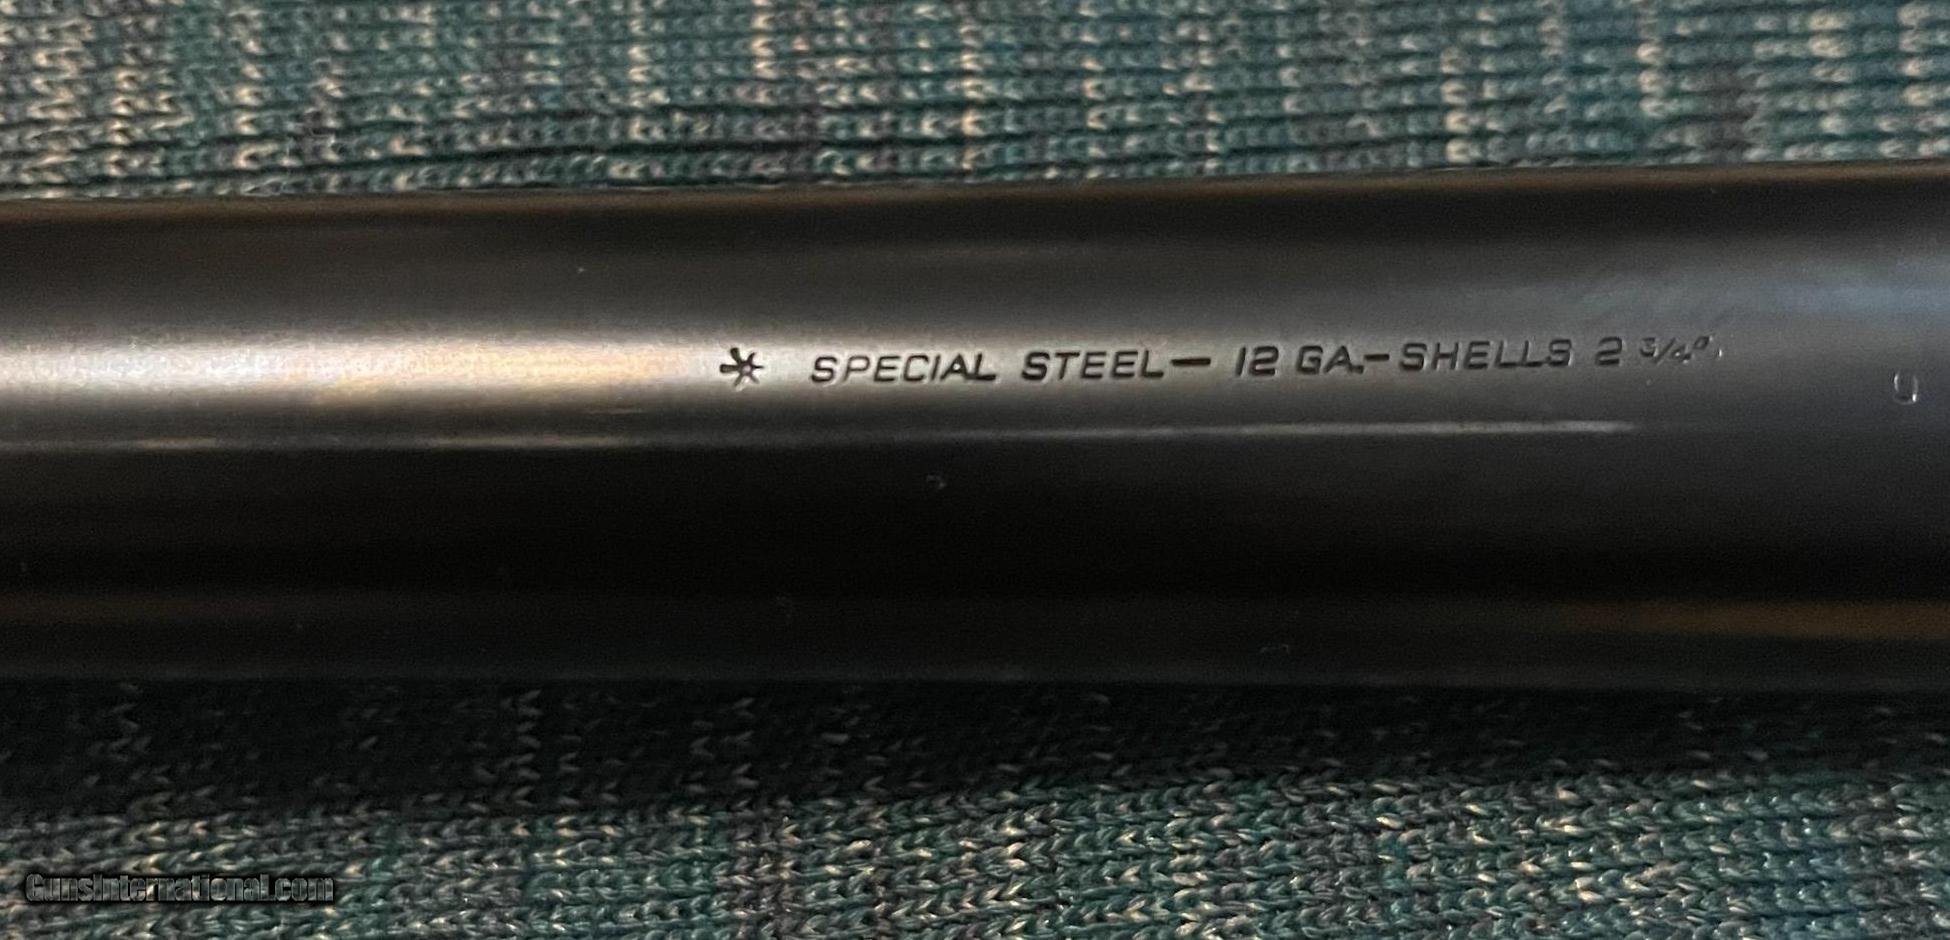 * SPECIAL STEEL— 12 GA.—SHELLS 2 3/4"
GunsInternational.com